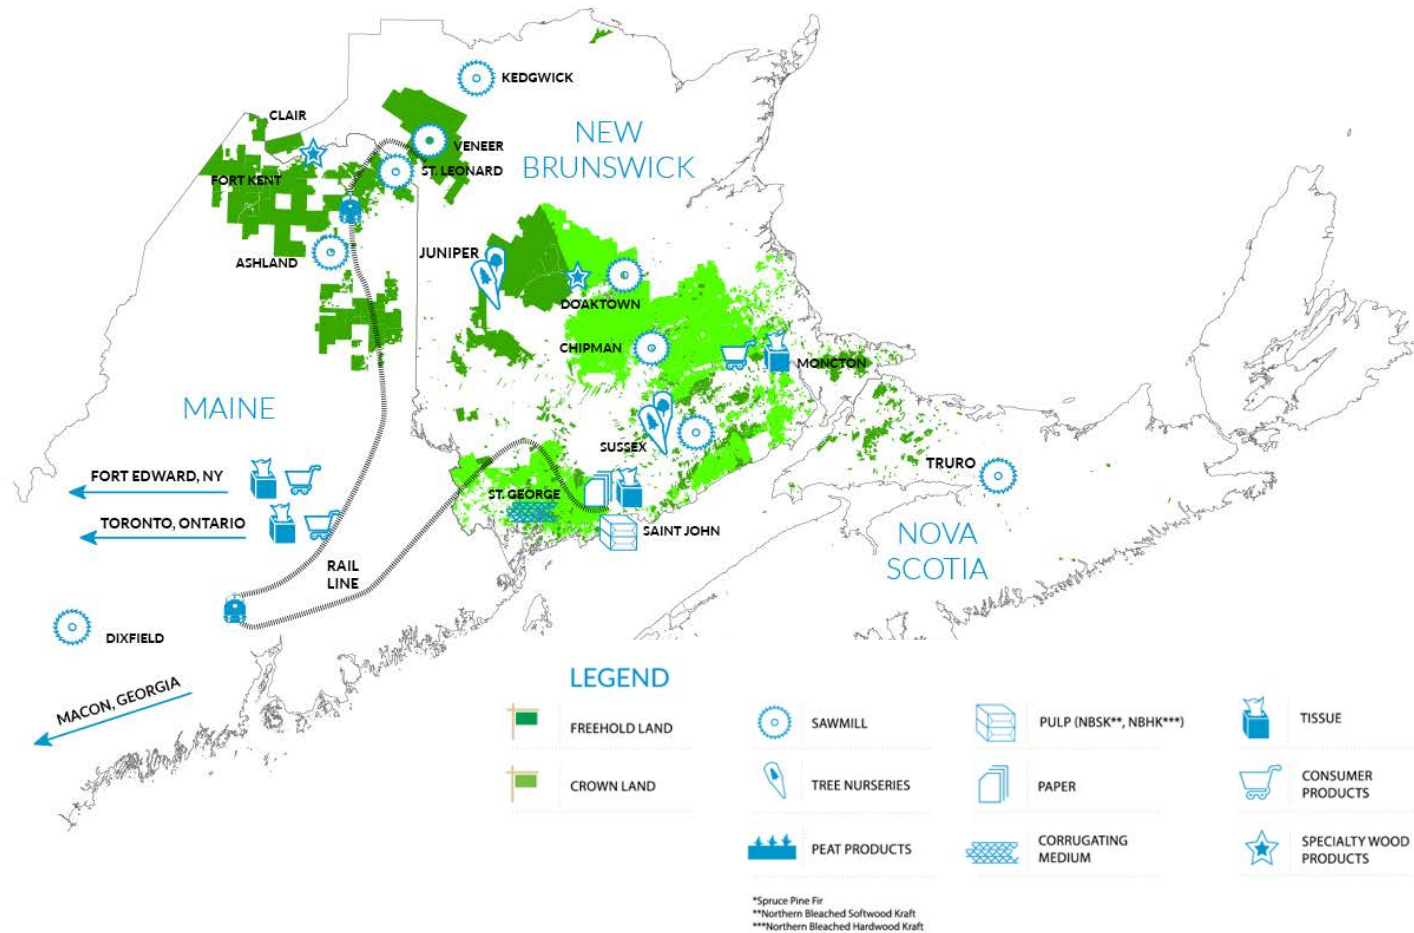 KEDGWICK
CLAIR
NEW
BRUNSWICK
VENEER
ST. LEONARD
FORT KENT
JUNIPER
ASHLAND
DOAKTOWN
CHIPMAN
MONCTON
MAINE
SUSSEX
TRURO
FORT EDWARD, NY
ST. GEORGE
TORONTO, ONTARIO
SAINT JOHN
NOVA
SCOTIA
RAIL
LINE
DIXFIELD
MACON, GEORGIA
LEGEND
FREEHOLD LAND
SAWMILL
PULP (NBSK**, NBHK***)
TISSUE
CROWN LAND
TREE NURSERIES
PAPER
CONSUMER
PRODUCTS
PEAT PRODUCTS
CORRUGATING
MEDIUM
SPECIALTY WOOD
PRODUCTS
*Spruce Pine Fir
**Northern Bleached Softwood Kraft
***Northern Bleached Hardwood Kraft